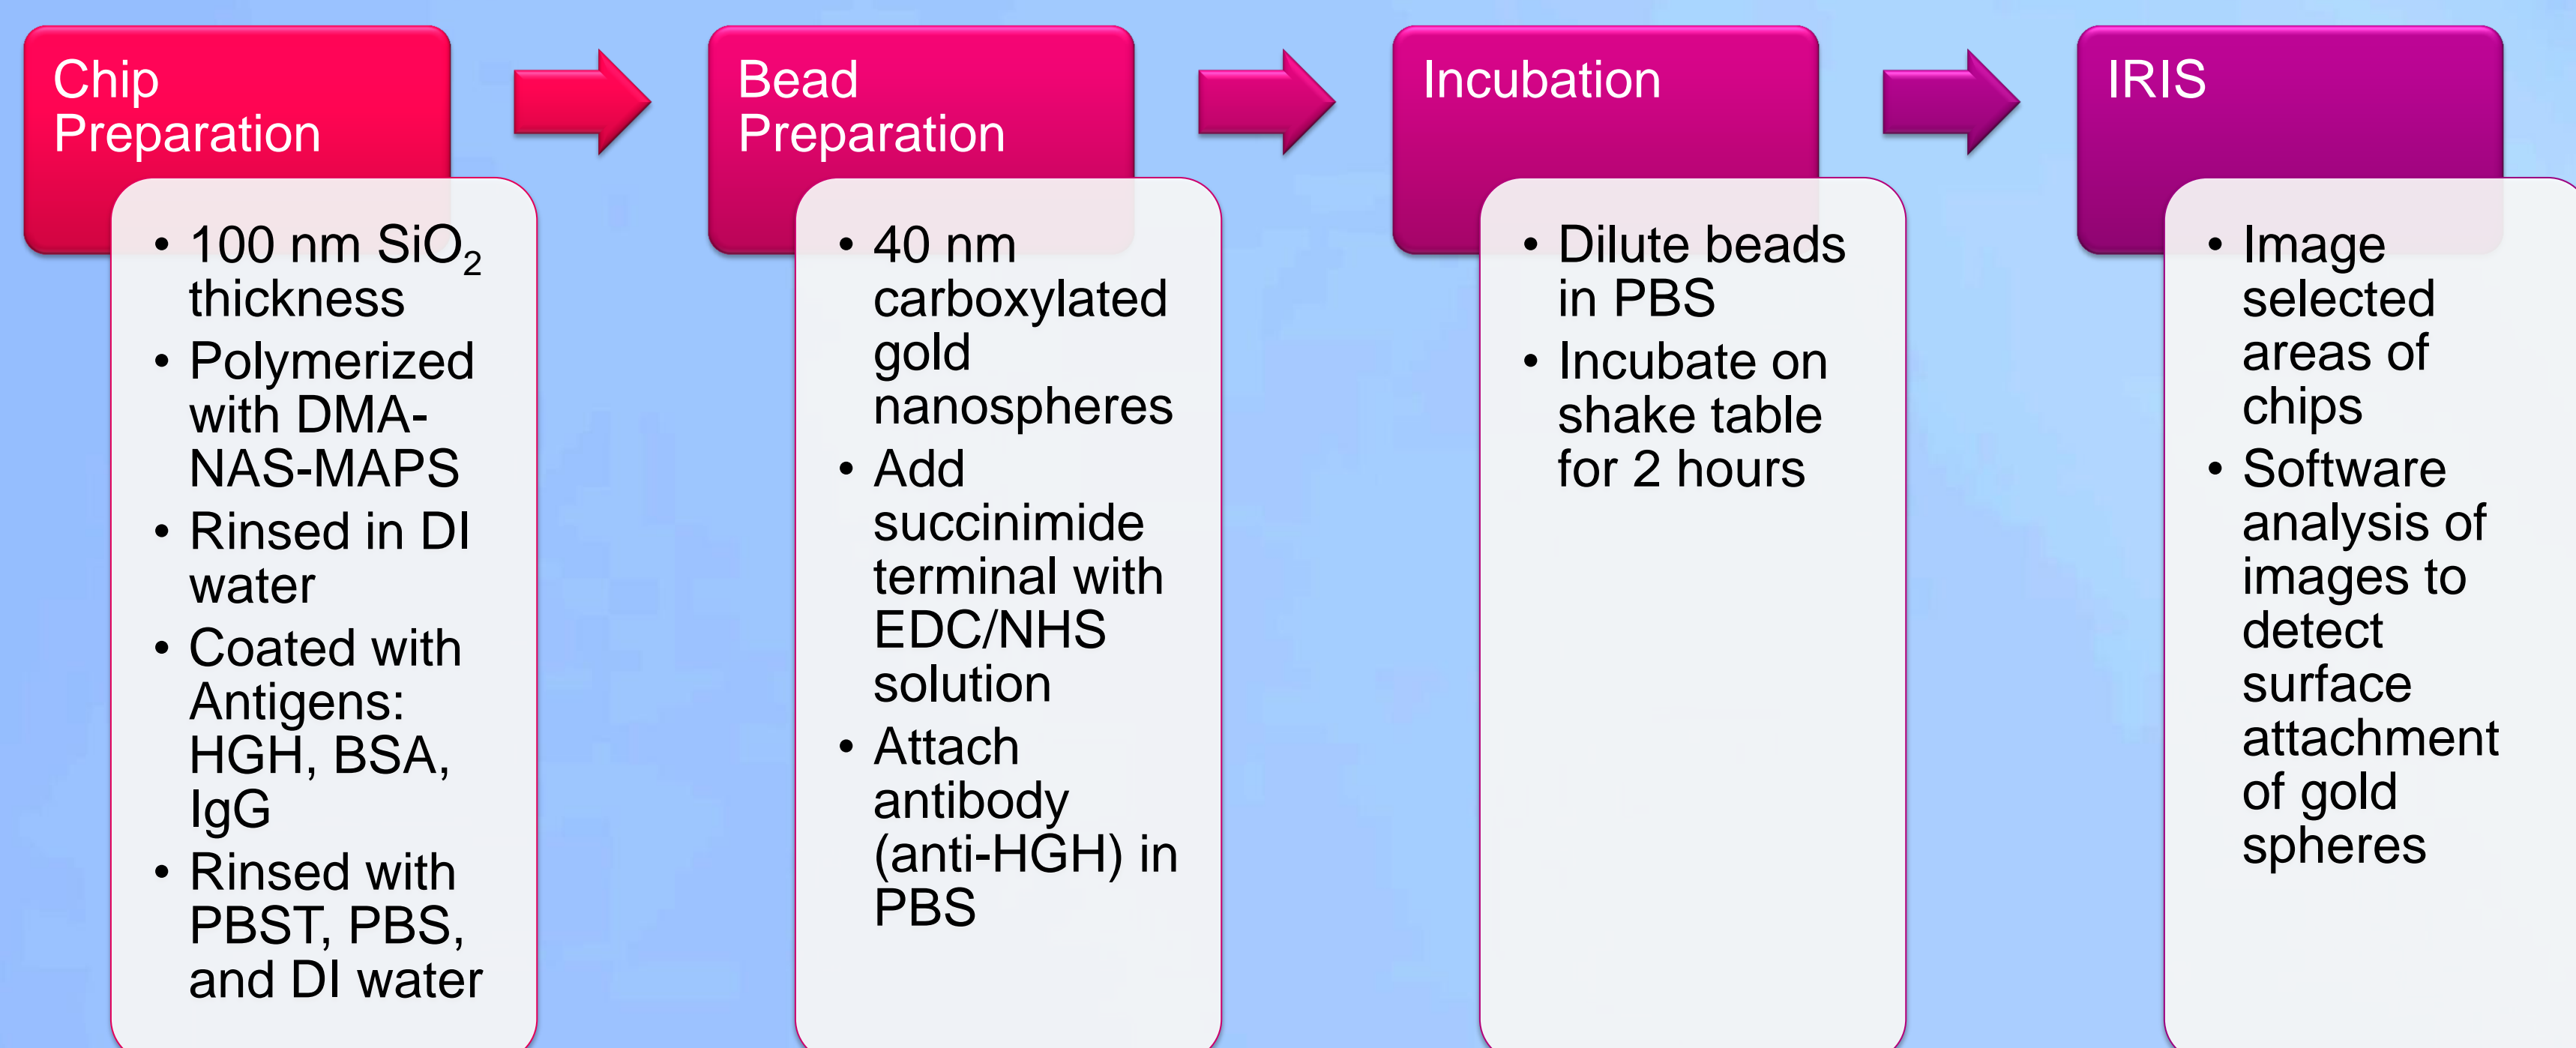 Chip
Preparation
• 100 nm SiO₂
thickness
• Polymerized
with DMA-
NAS-MAPS
• Rinsed in DI
water
• Coated with
Antigens:
HGH, BSA,
IgG
• Rinsed with
PBST, PBS,
and DI water
Bead
Preparation
• 40 nm
carboxylated
gold
nanospheres
• Add
succinimide
terminal with
EDC/NHS
solution
• Attach
antibody
(anti-HGH) in
PBS
Incubation
• Dilute beads
in PBS
• Incubate on
shake table
for 2 hours
IRIS
• Image
selected
areas of
chips
• Software
analysis of
images to
detect
surface
attachment
of gold
spheres